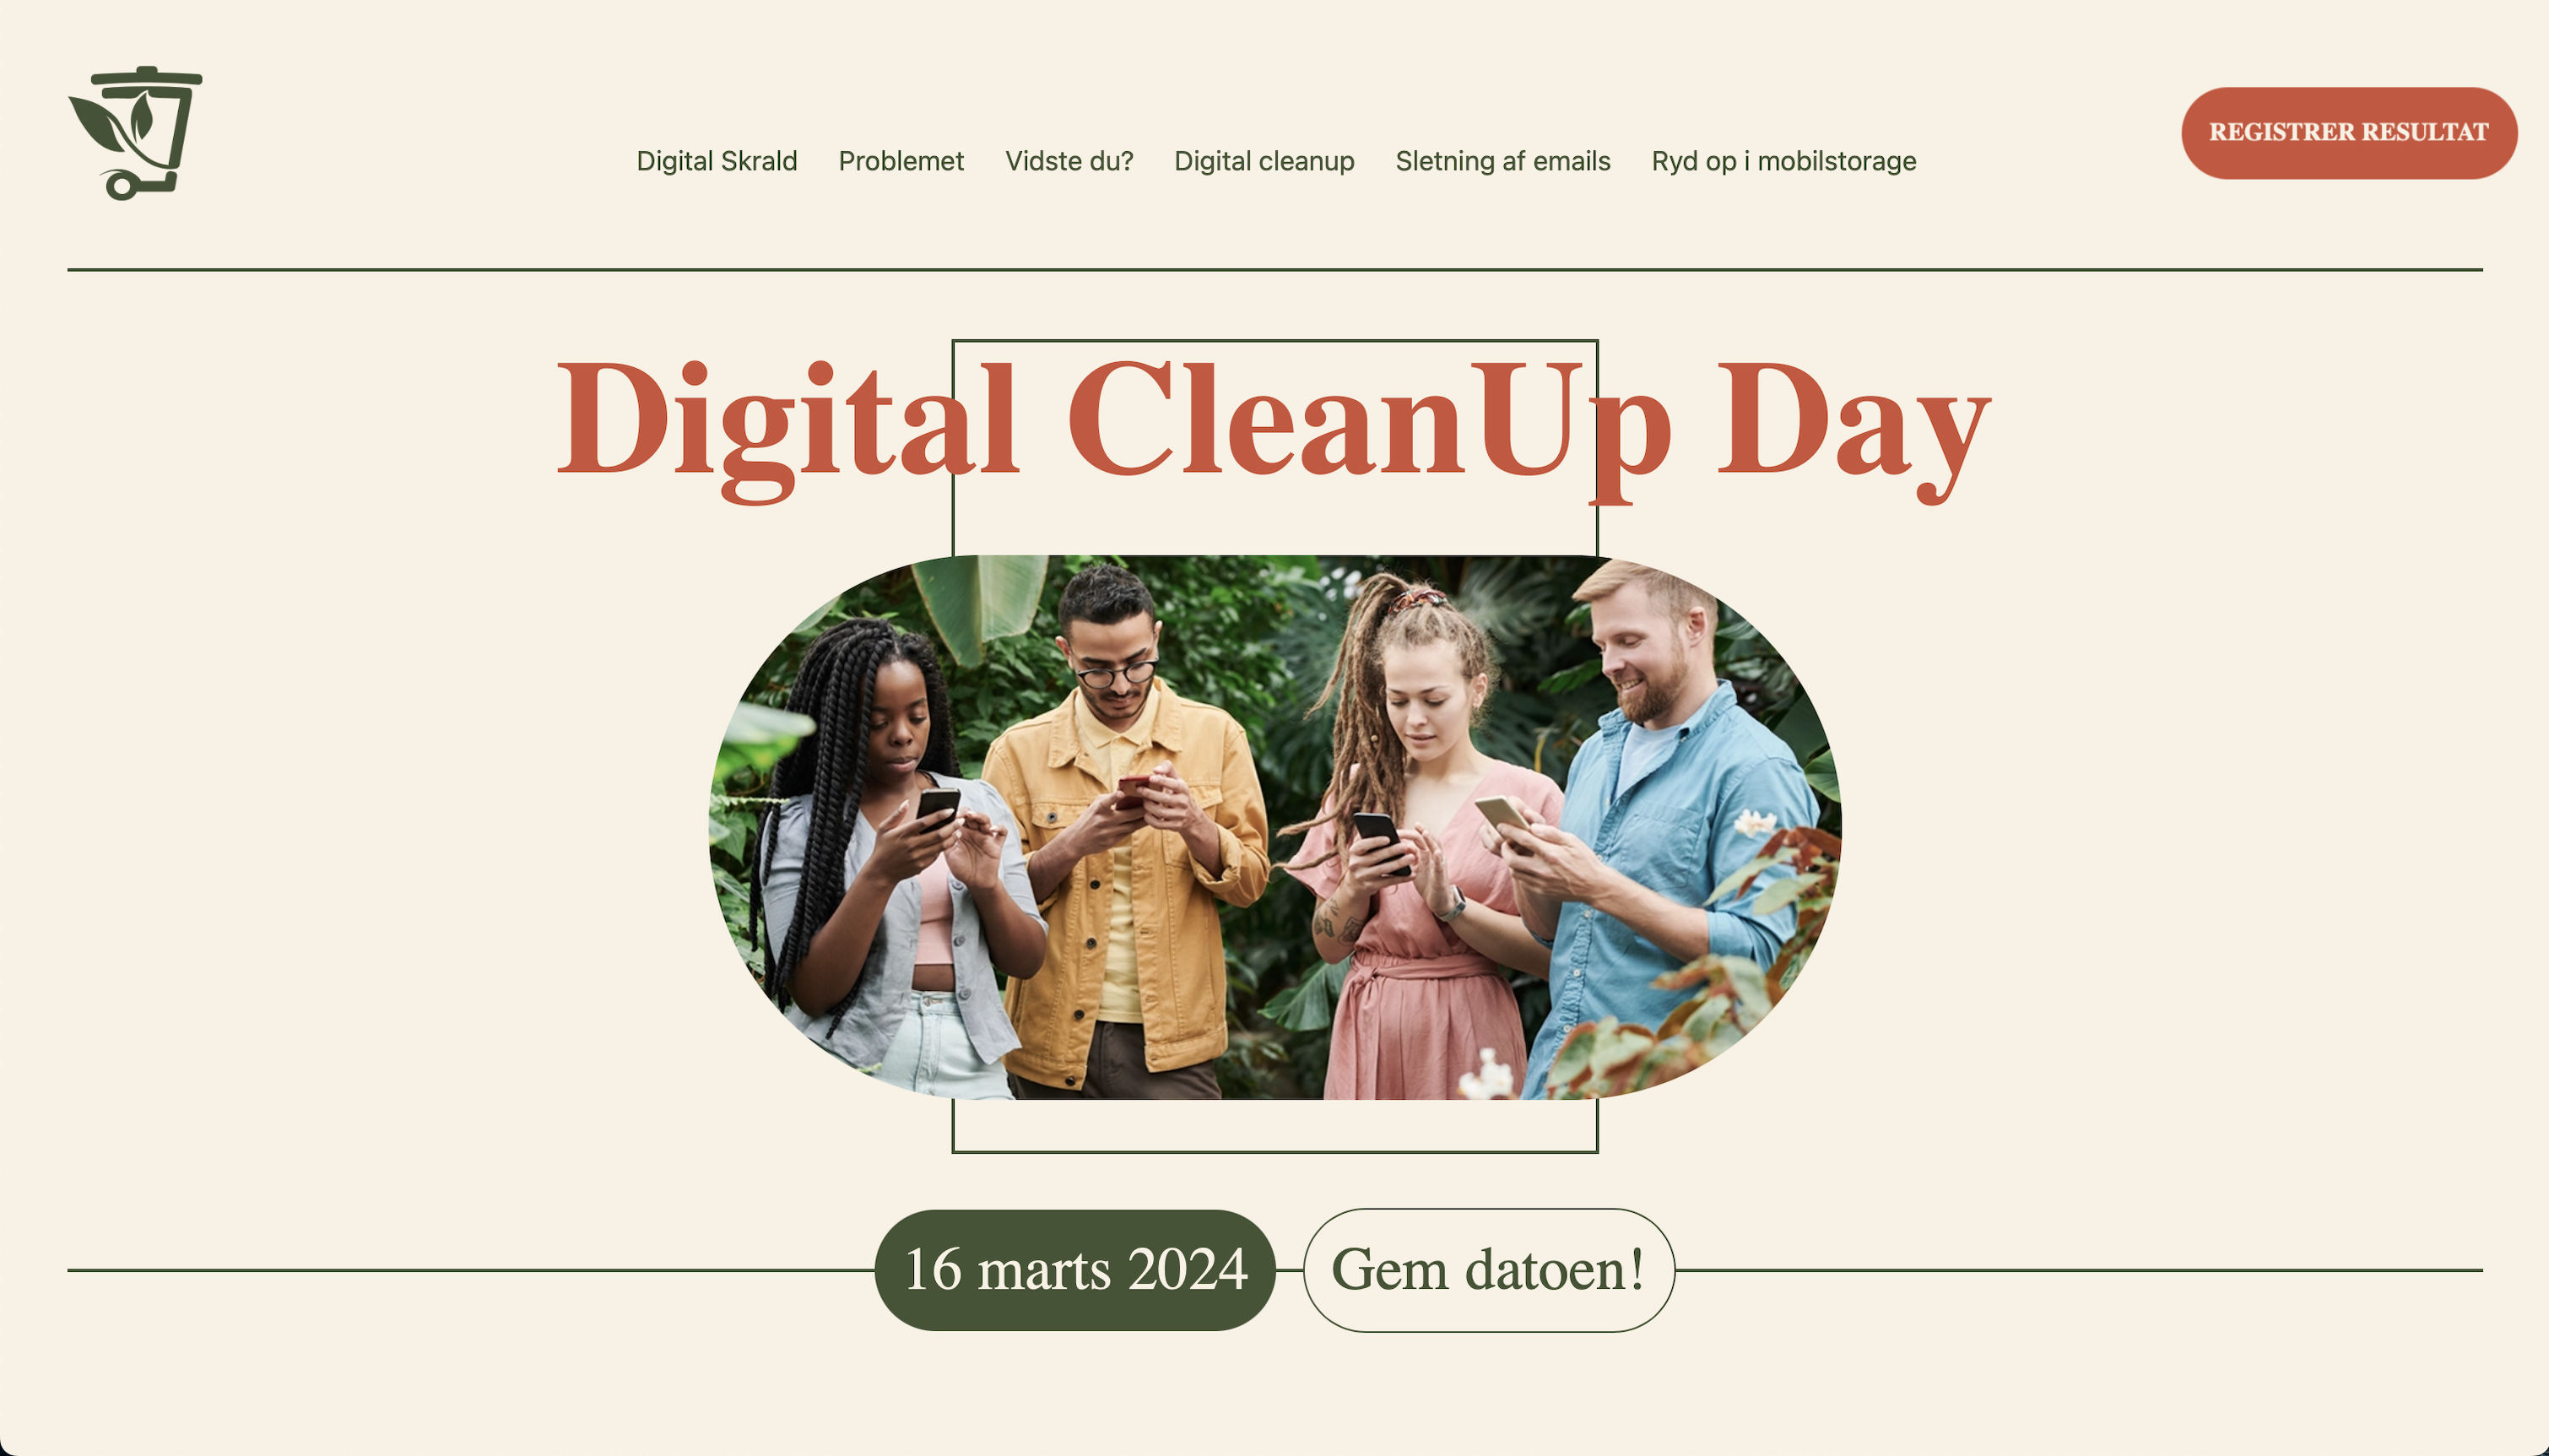 Digital Skrald Problemet Vidste du? Digital cleanup Sletning af emails Ryd op i mobilstorage
REGISTRER RESULTAT
Digital CleanUp Day
16 marts 2024
Gem datoen!